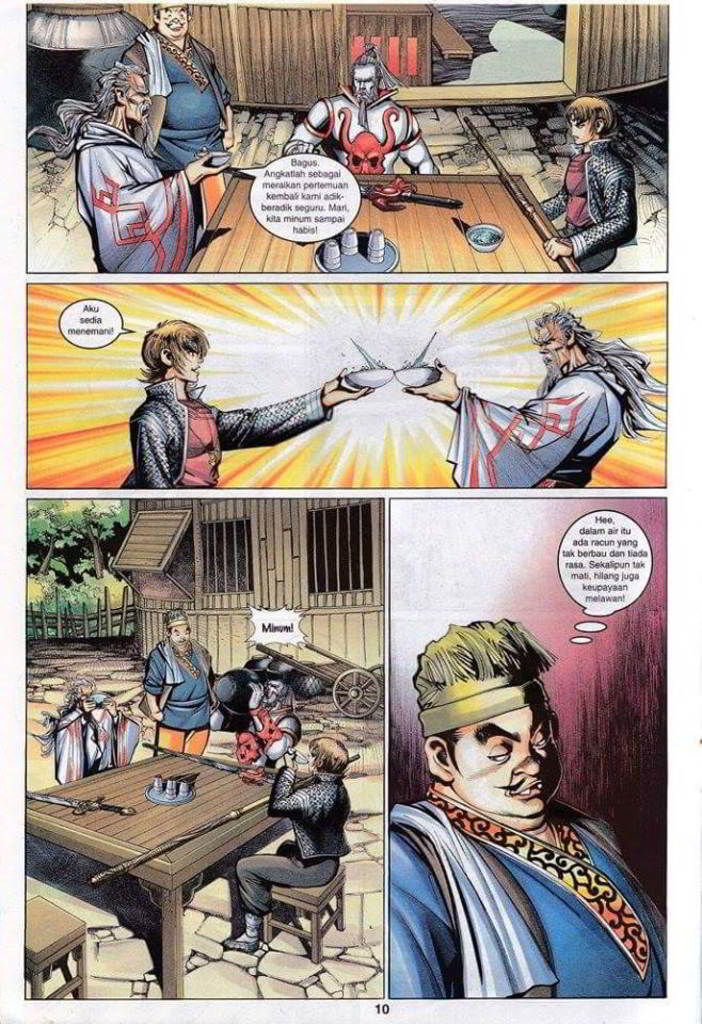 Bagus.
Angkatlah segera
meraikan pertemuan
kembali kami adik-
beradik seguru. Mari,
kita minum sampai
habis!
Aku
sedia
menemani!
Minum!
Hee,
dalam air itu
ada racun yang
tak berbau dan tiada
rasa. Sekalipun tak
mati, hilang juga
keupayaan
melawan!
10